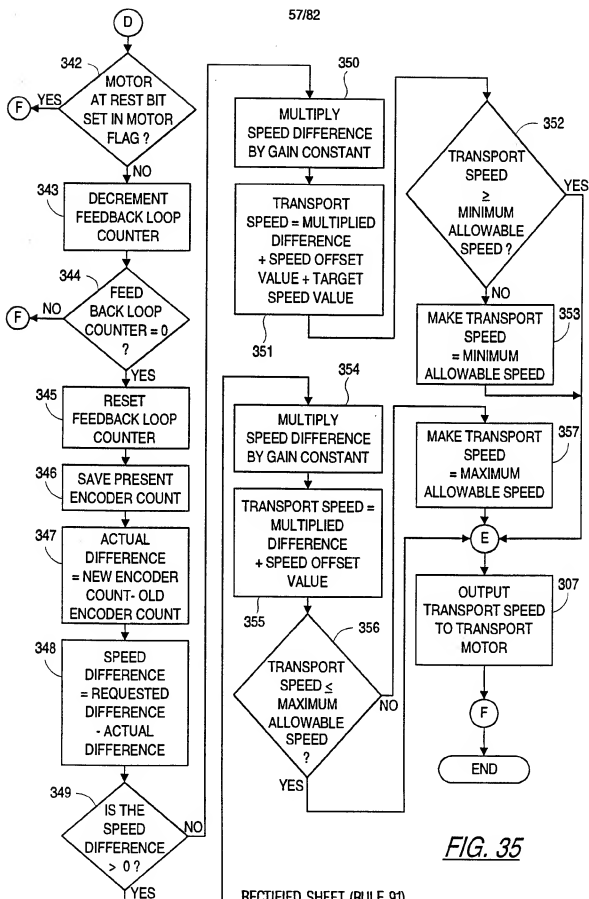 57/82
D
342
MOTOR
AT REST BIT
SET IN MOTOR
FLAG ?
YES
F
NO
343
DECREMENT
FEEDBACK LOOP
COUNTER
344
FEED
BACK LOOP
COUNTER = 0
?
NO
F
YES
345
RESET
FEEDBACK LOOP
COUNTER
346
SAVE PRESENT
ENCODER COUNT
347
ACTUAL
DIFFERENCE
= NEW ENCODER
COUNT- OLD
ENCODER COUNT
348
SPEED
DIFFERENCE
= REQUESTED
DIFFERENCE
- ACTUAL
DIFFERENCE
349
IS THE
SPEED
DIFFERENCE
> 0 ?
NO
YES
350
MULTIPLY
SPEED DIFFERENCE
BY GAIN CONSTANT
TRANSPORT
SPEED = MULTIPLIED
DIFFERENCE
+ SPEED OFFSET
VALUE + TARGET
SPEED VALUE
351
354
MULTIPLY
SPEED DIFFERENCE
BY GAIN CONSTANT
TRANSPORT SPEED =
MULTIPLIED
DIFFERENCE
+ SPEED OFFSET
VALUE
355
356
TRANSPORT
SPEED ≤
MAXIMUM
ALLOWABLE
SPEED
?
NO
YES
352
TRANSPORT
SPEED
≥
MINIMUM
ALLOWABLE
SPEED ?
YES
NO
353
MAKE TRANSPORT
SPEED
= MINIMUM
ALLOWABLE SPEED
357
MAKE TRANSPORT
SPEED
= MAXIMUM
ALLOWABLE SPEED
E
307
OUTPUT
TRANSPORT SPEED
TO TRANSPORT
MOTOR
F
END
FIG. 35
RECTIFIED SHEET (RULE 91)